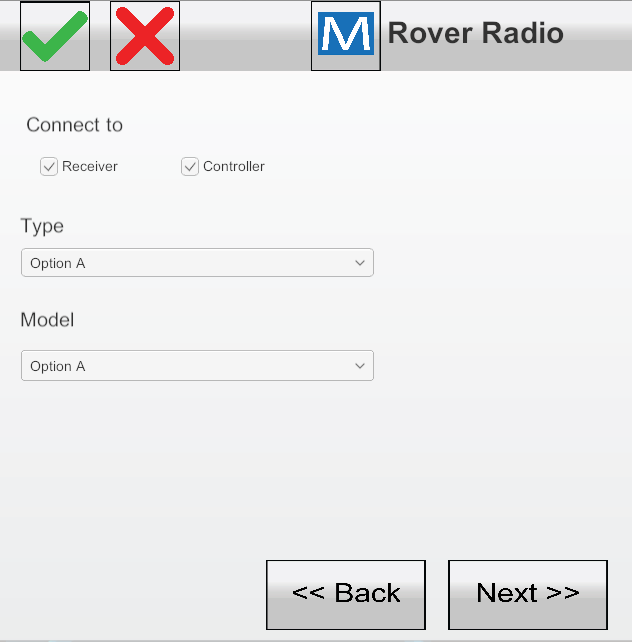 M Rover Radio
Connect to
Receiver Controller
Type
Option A
Model
Option A
<< Back Next >>